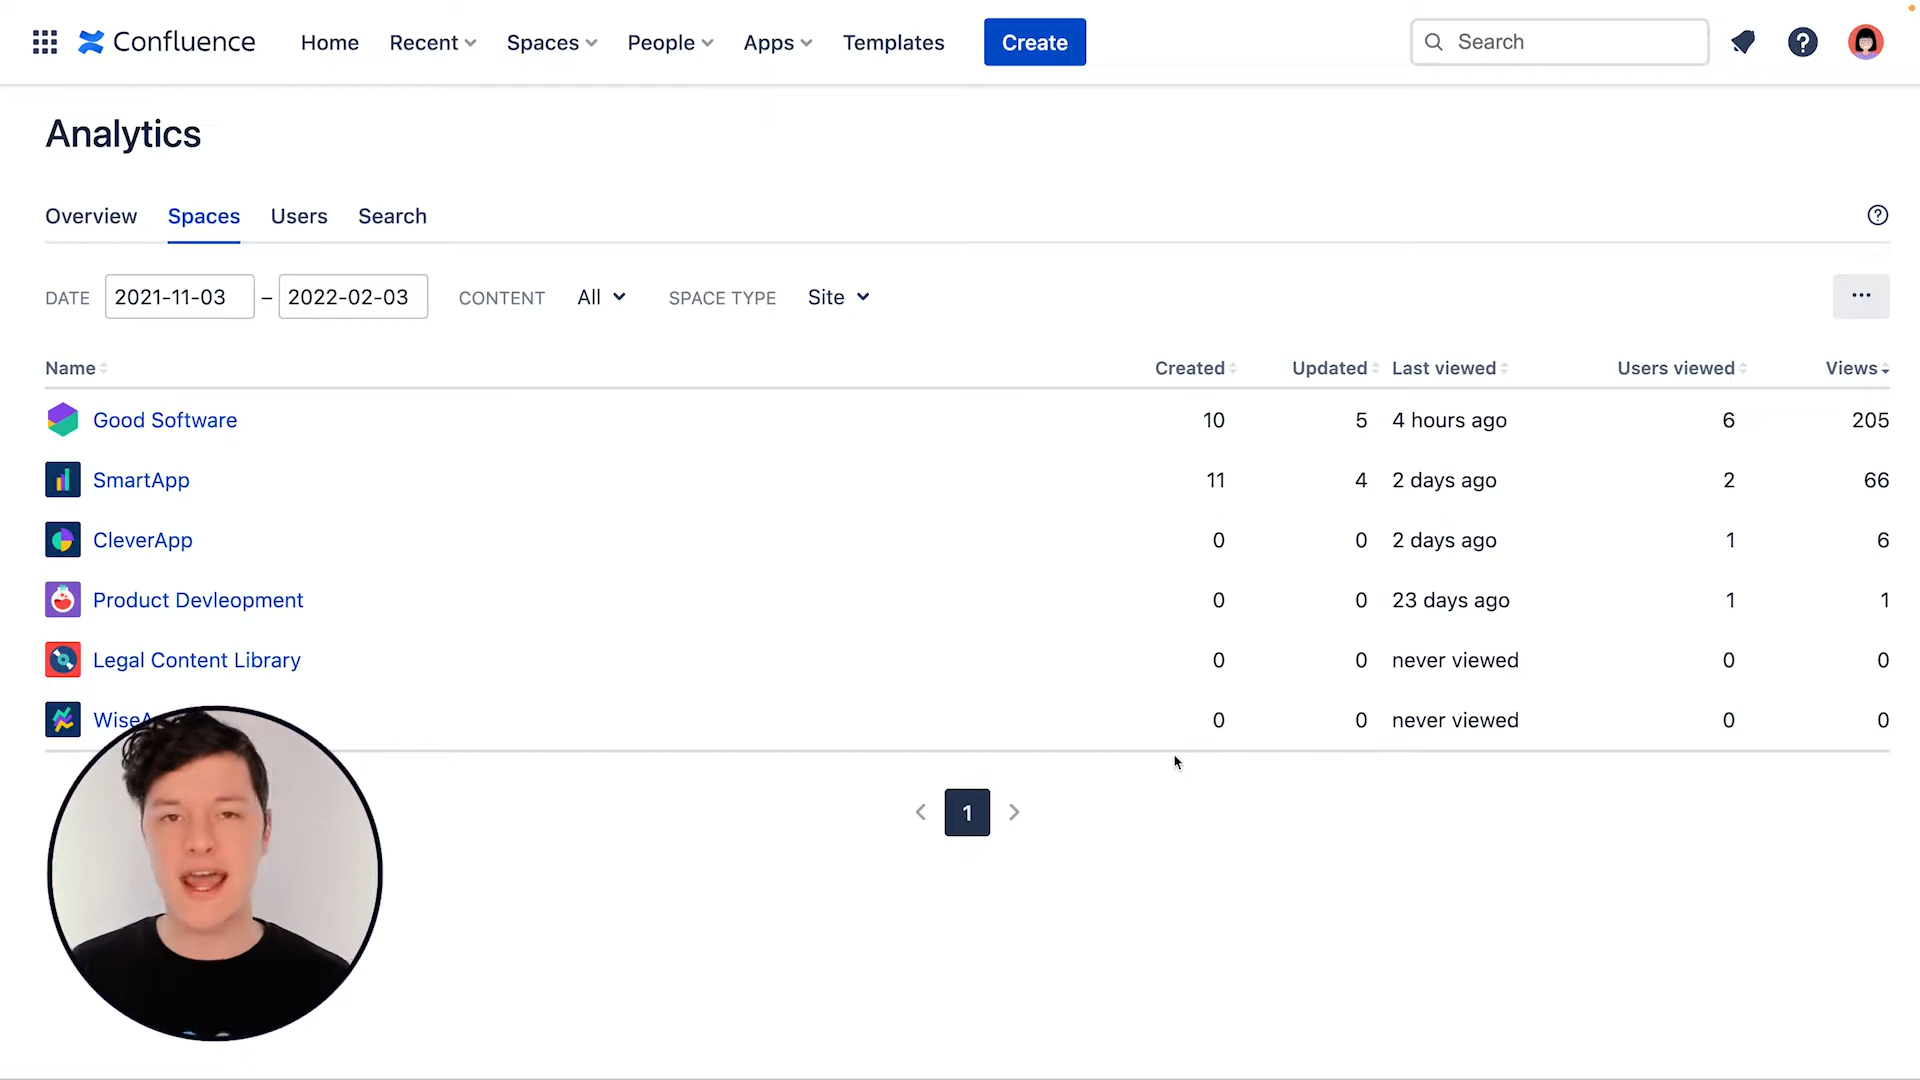 Confluence Home Recent Spaces People Apps Templates Create Search
Analytics
Overview Spaces Users Search
DATE 2021-11-03 – 2022-02-03 CONTENT All SPACE TYPE Site ...
Name Created Updated Last viewed Users viewed Views
Good Software 10 5 4 hours ago 6 205
SmartApp 11 4 2 days ago 2 66
CleverApp 0 0 2 days ago 1 6
Product Devleopment 0 0 23 days ago 1 1
Legal Content Library 0 0 never viewed 0 0
0 0 never viewed 0 0
1